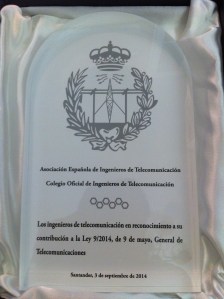 Asociación Española de Ingenieros de Telecomunicación
Colegio Oficial de Ingenieros de Telecomunicación
Los ingenieros de telecomunicación en reconocimiento a su
contribución a la Ley 9/2014, de 9 de mayo, General de
Telecomunicaciones
Santander, 3 de septiembre de 2014